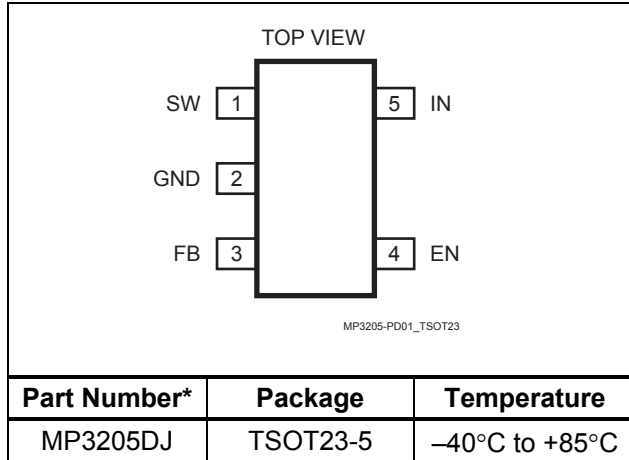 TOP VIEW
SW 1 5 IN
GND 2
FB 3 4 EN
MP3205-PD01_TSOT23
Part Number* Package Temperature
MP3205DJ TSOT23-5 –40°C to +85°C